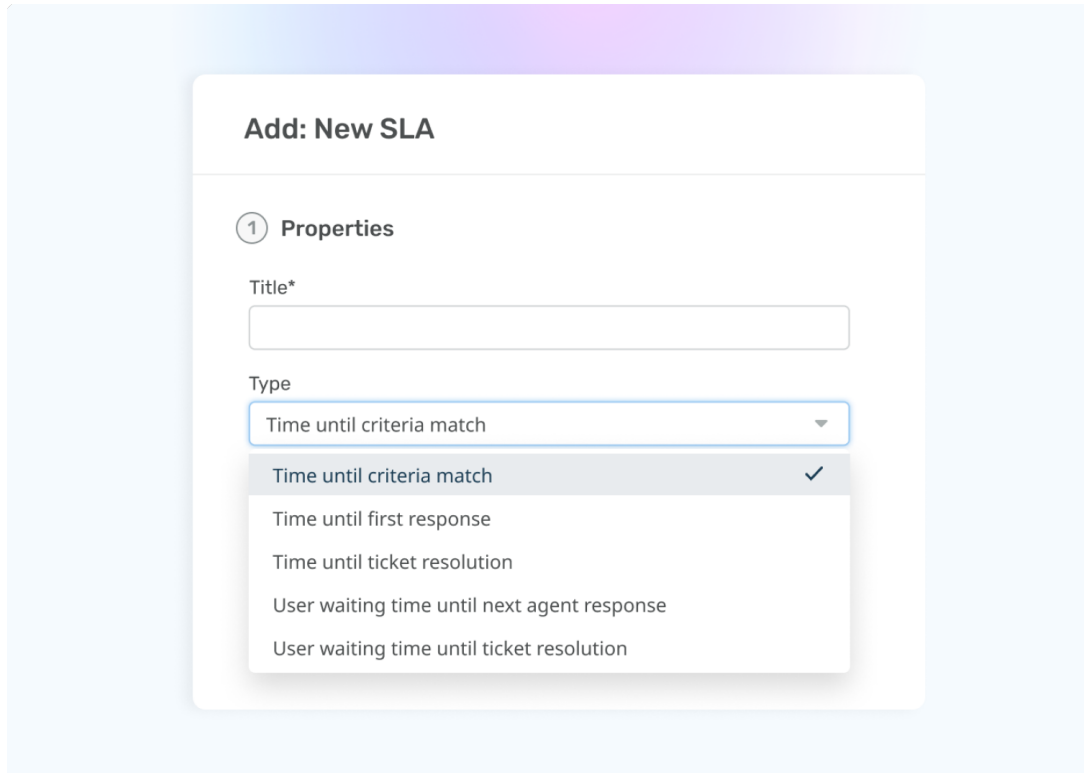 Add: New SLA
1 Properties
Title*
Type
Time until criteria match
Time until criteria match
Time until first response
Time until ticket resolution
User waiting time until next agent response
User waiting time until ticket resolution